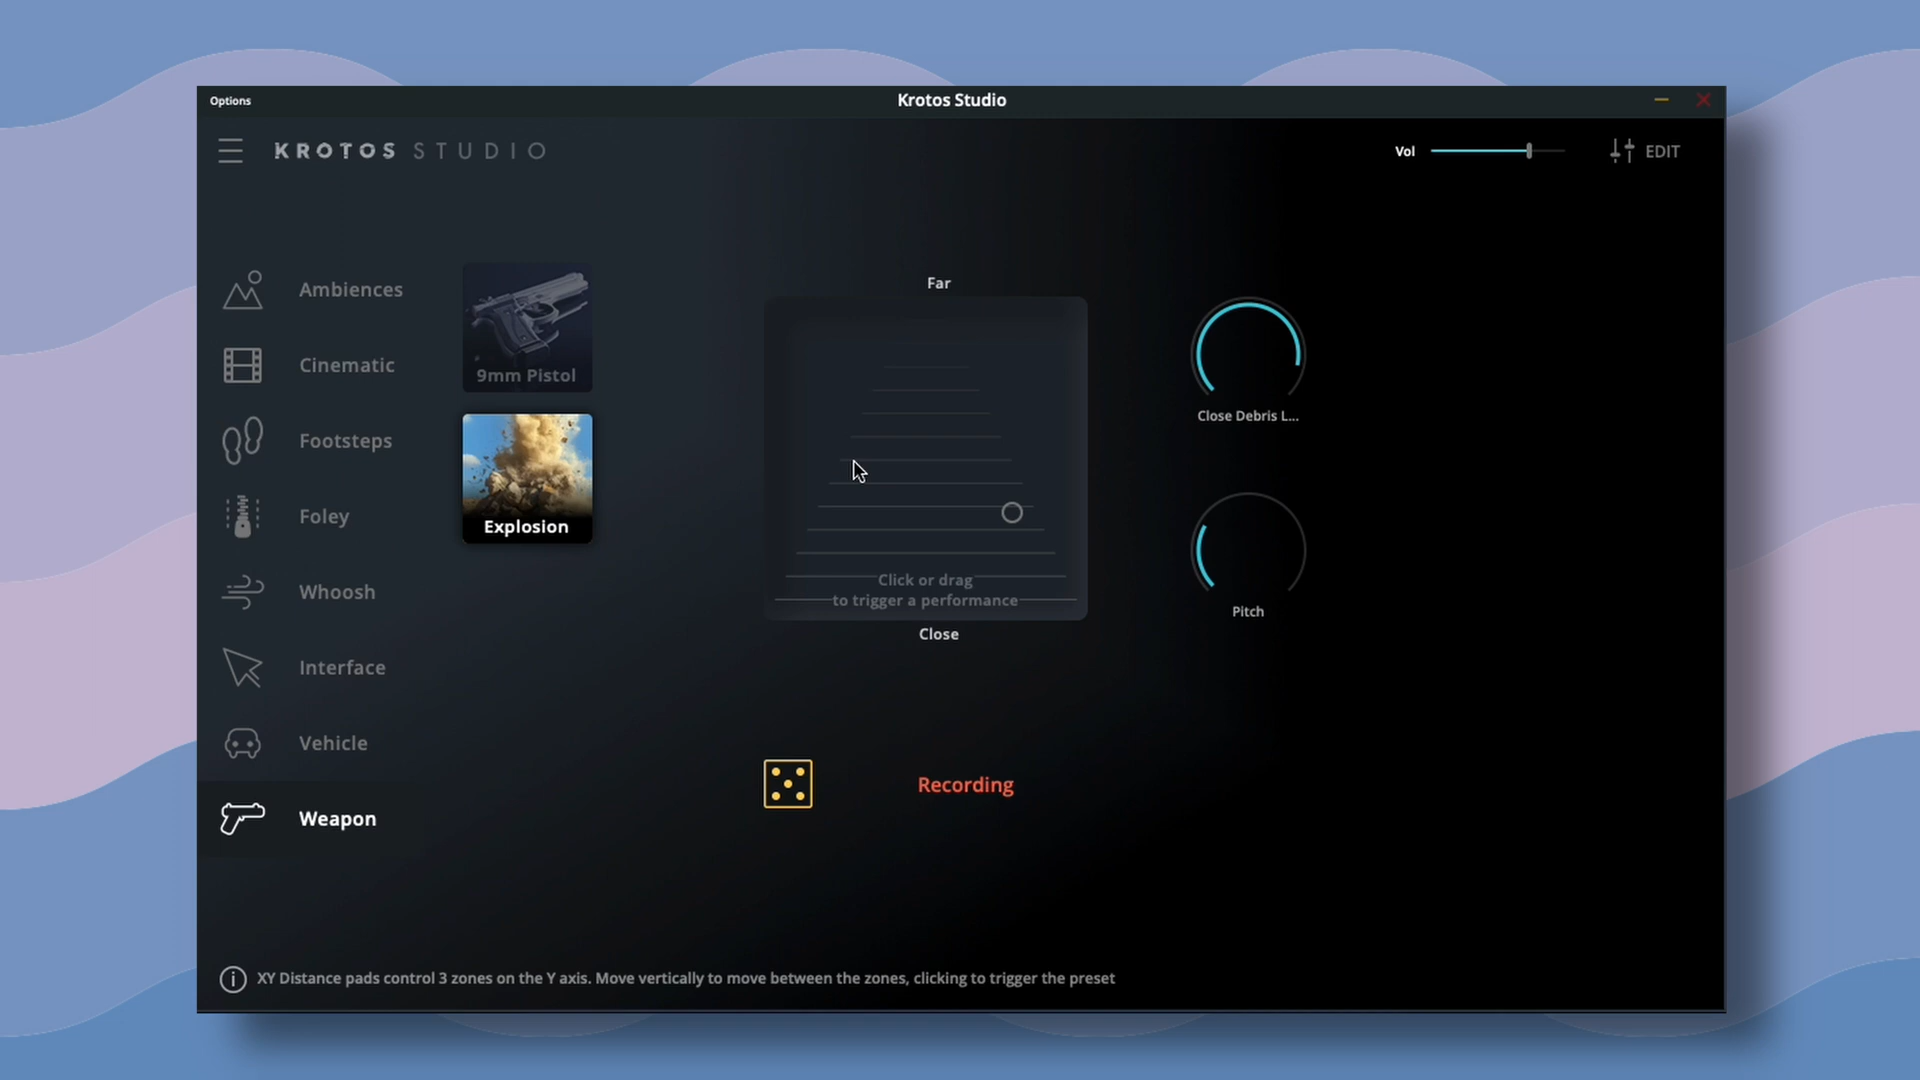 Options
Krotos Studio
KROTOS STUDIO
Vol
EDIT
Ambiences
Cinematic
Footsteps
Foley
Whoosh
Interface
Vehicle
Weapon
9mm Pistol
Explosion
Far
Click or drag
to trigger a performance
Close
Close Debris L...
Pitch
Recording
XY Distance pads control 3 zones on the Y axis. Move vertically to move between the zones, clicking to trigger the preset